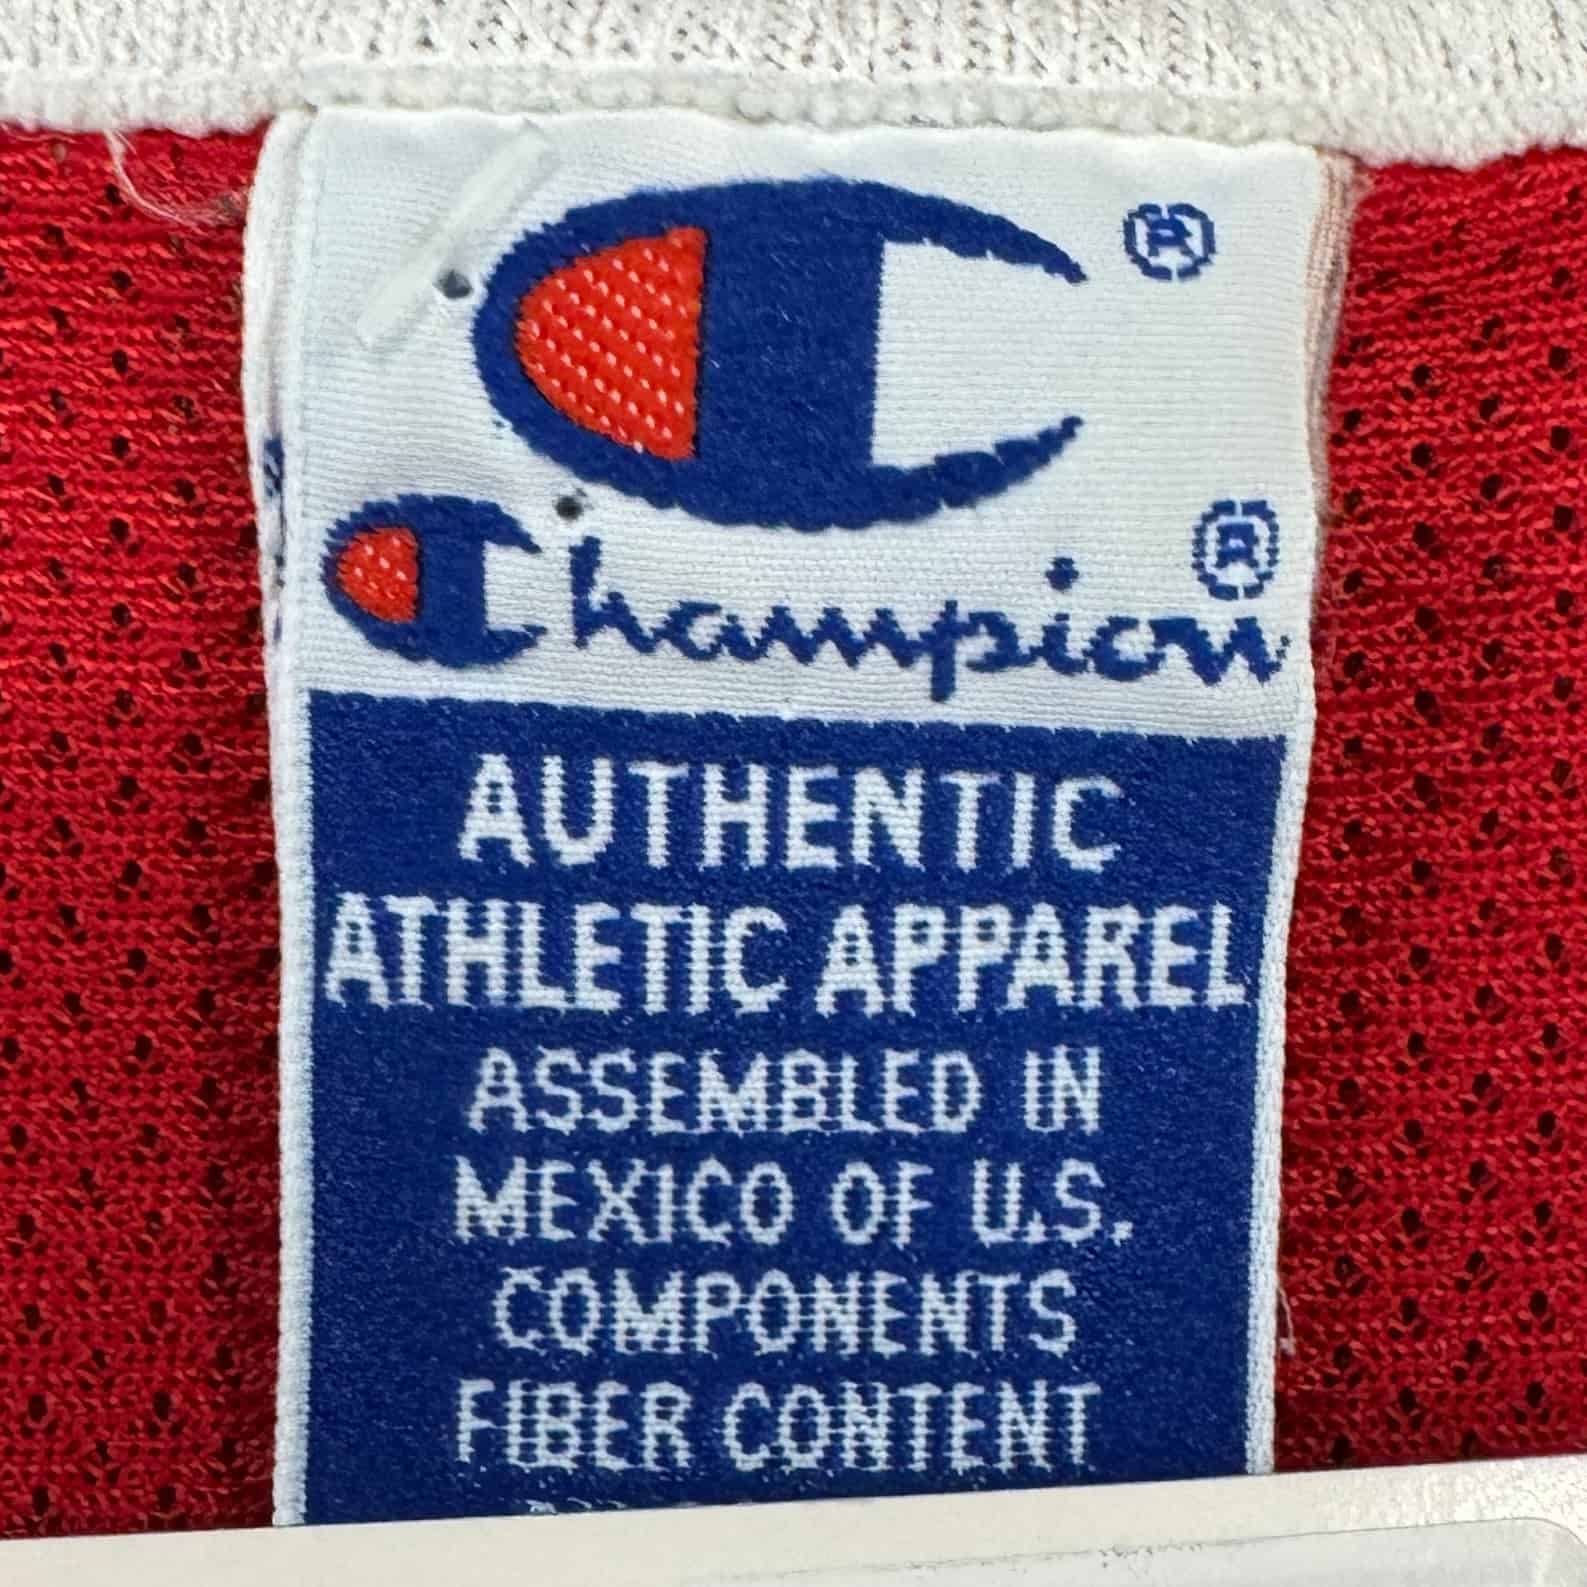 ®
Champion®
AUTHENTIC
ATHLETIC APPAREL
ASSEMBLED IN
MEXICO OF U.S.
COMPONENTS
FIBER CONTENT